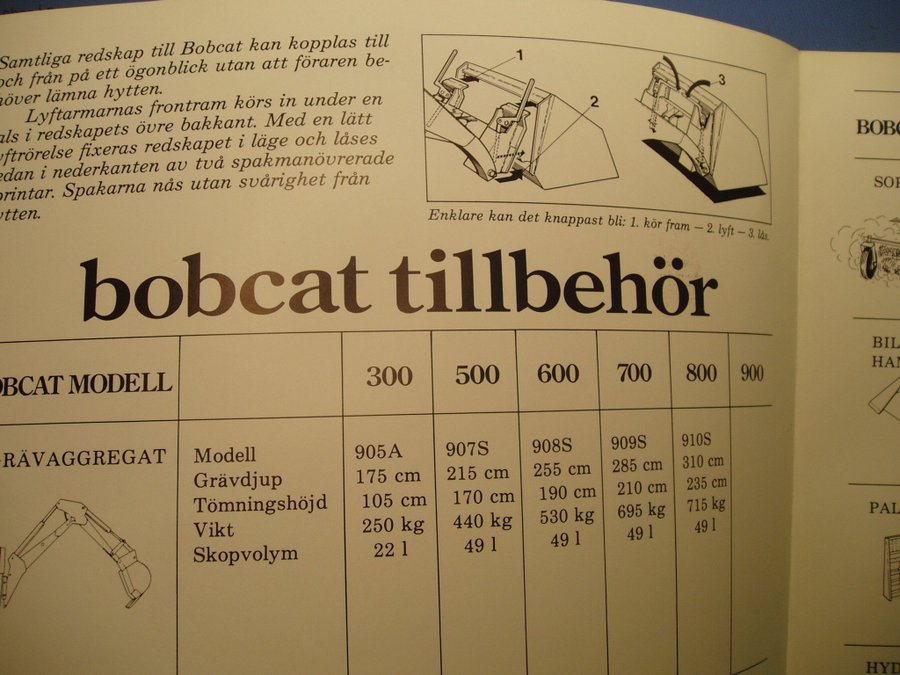 Samtliga redskap till Bobcat kan kopplas till
och från på ett ögonblick utan att föraren be-
höver lämna hytten.
Lyftarmarnas frontram körs in under en
i redskapets övre bakkant. Med en lätt
lyftrörelse fixeras redskapet i läge och låses
sedan i nederkanten av två spakmanövrerade
sprintar. Spakarna nås utan svårighet från
hytten.
1
2
3
Enklare kan det knappast bli: 1. kör fram — 2. lyft — 3. lås.
bobcat tillbehör
BOBCAT MODELL 300 500 600 700 800 900
GRÄVAGGREGAT
Modell 905A 907S 908S 909S 910S
Grävdjup 175 cm 215 cm 255 cm 285 cm 310 cm
Tömningshöjd 105 cm 170 cm 190 cm 210 cm 235 cm
Vikt 250 kg 440 kg 530 kg 695 kg 715 kg
Skopvolym 22 l 49 l 49 l 49 l 49 l
BOBC
SOP
BIL
HAM
PAL
HYD